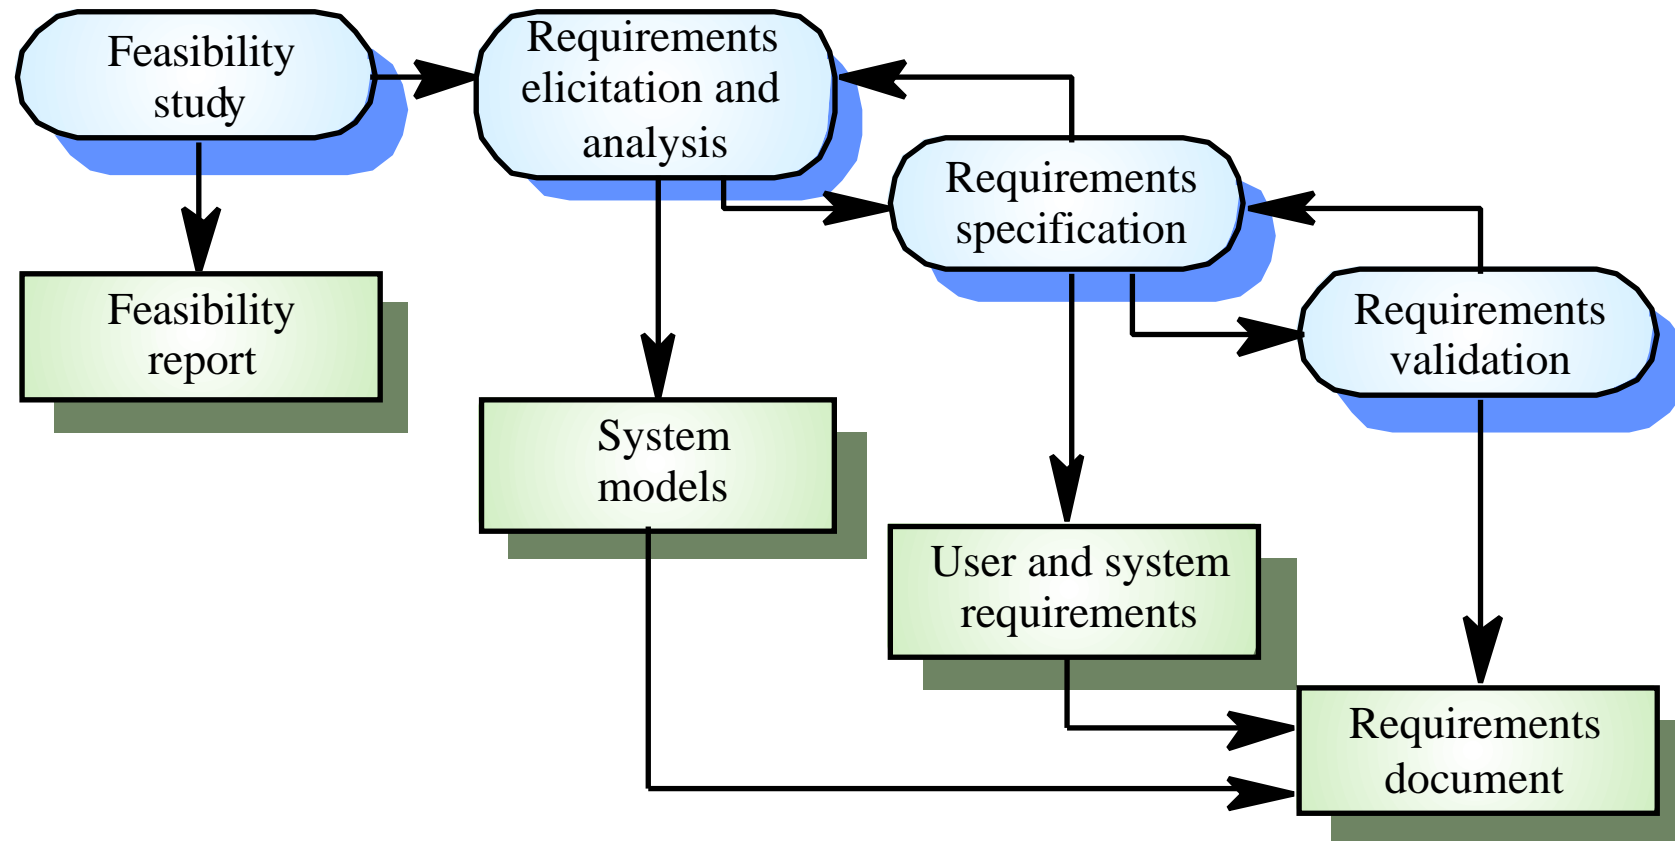 Feasibility
study
Requirements
elicitation and
analysis
Requirements
specification
Requirements
validation
Feasibility
report
System
models
User and system
requirements
Requirements
document